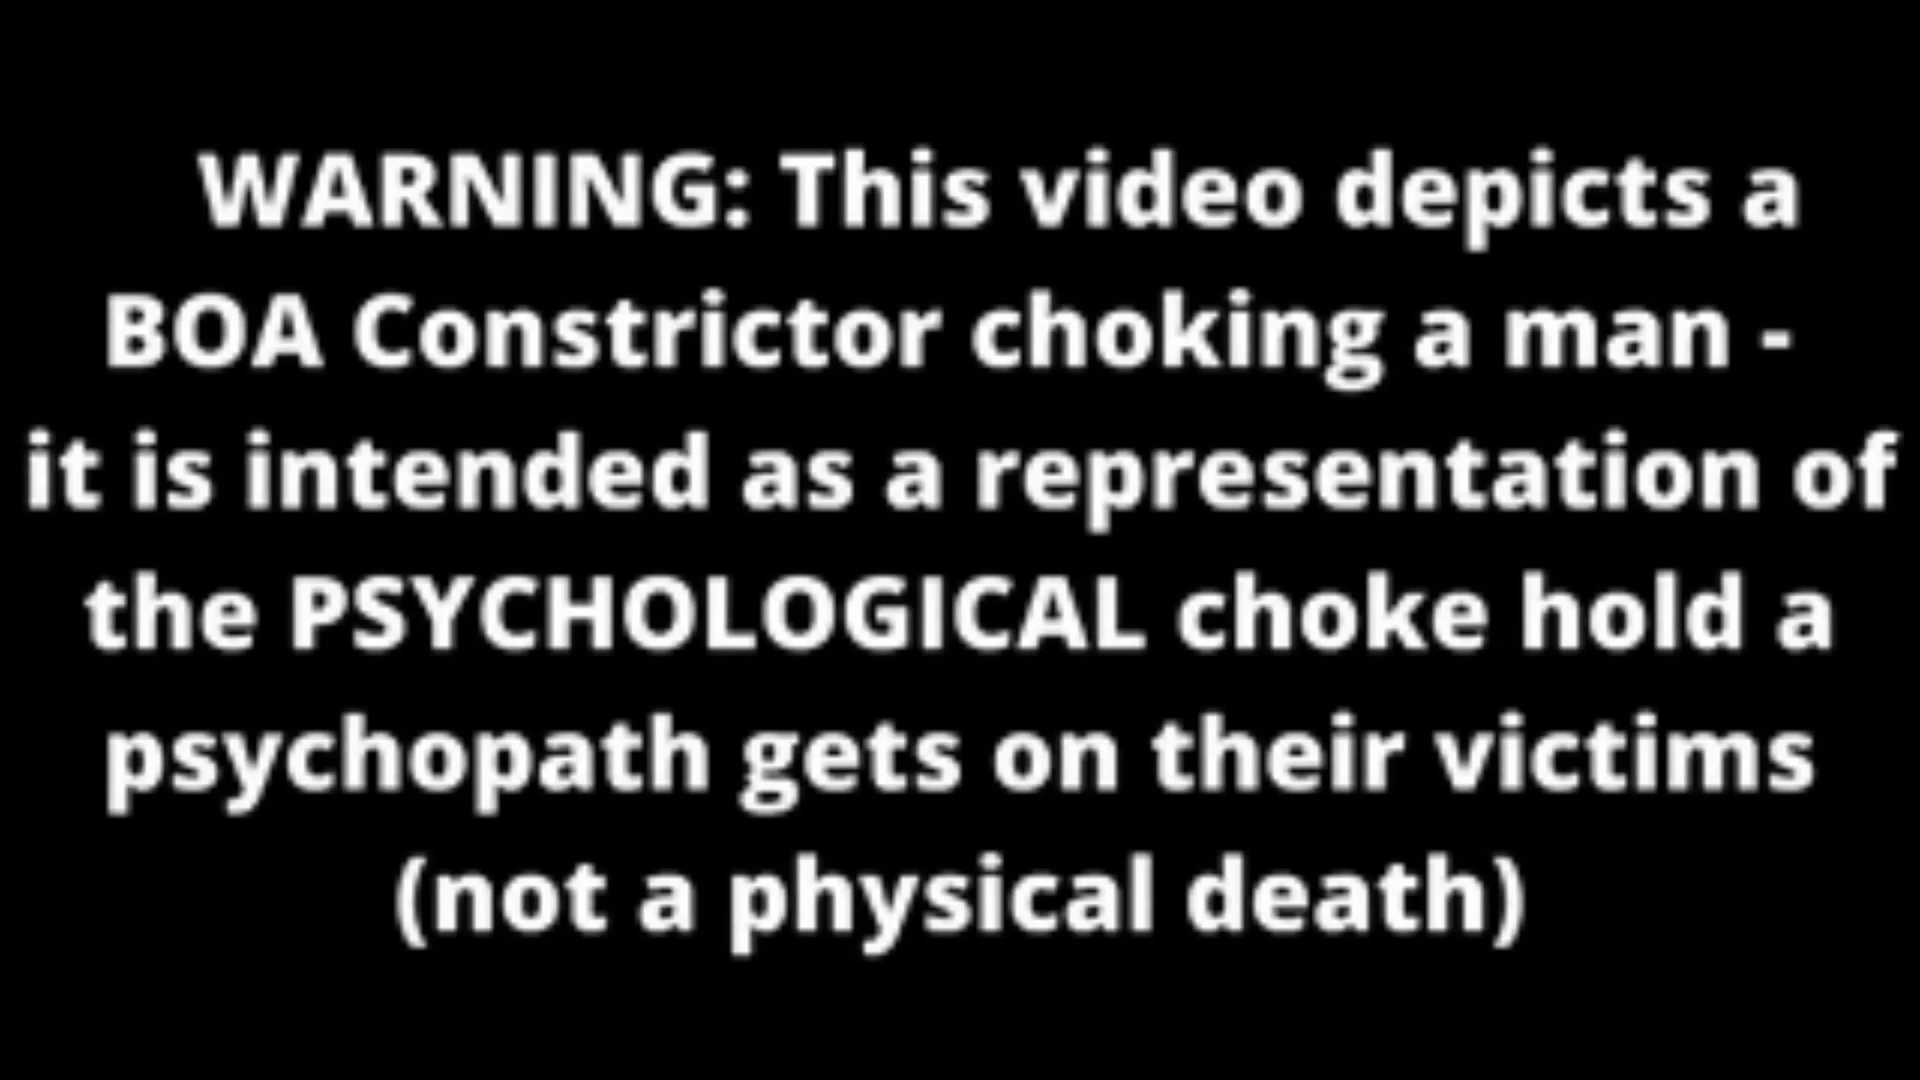 WARNING: This video depicts a
BOA Constrictor choking a man -
it is intended as a representation of
the PSYCHOLOGICAL choke hold a
psychopath gets on their victims
(not a physical death)